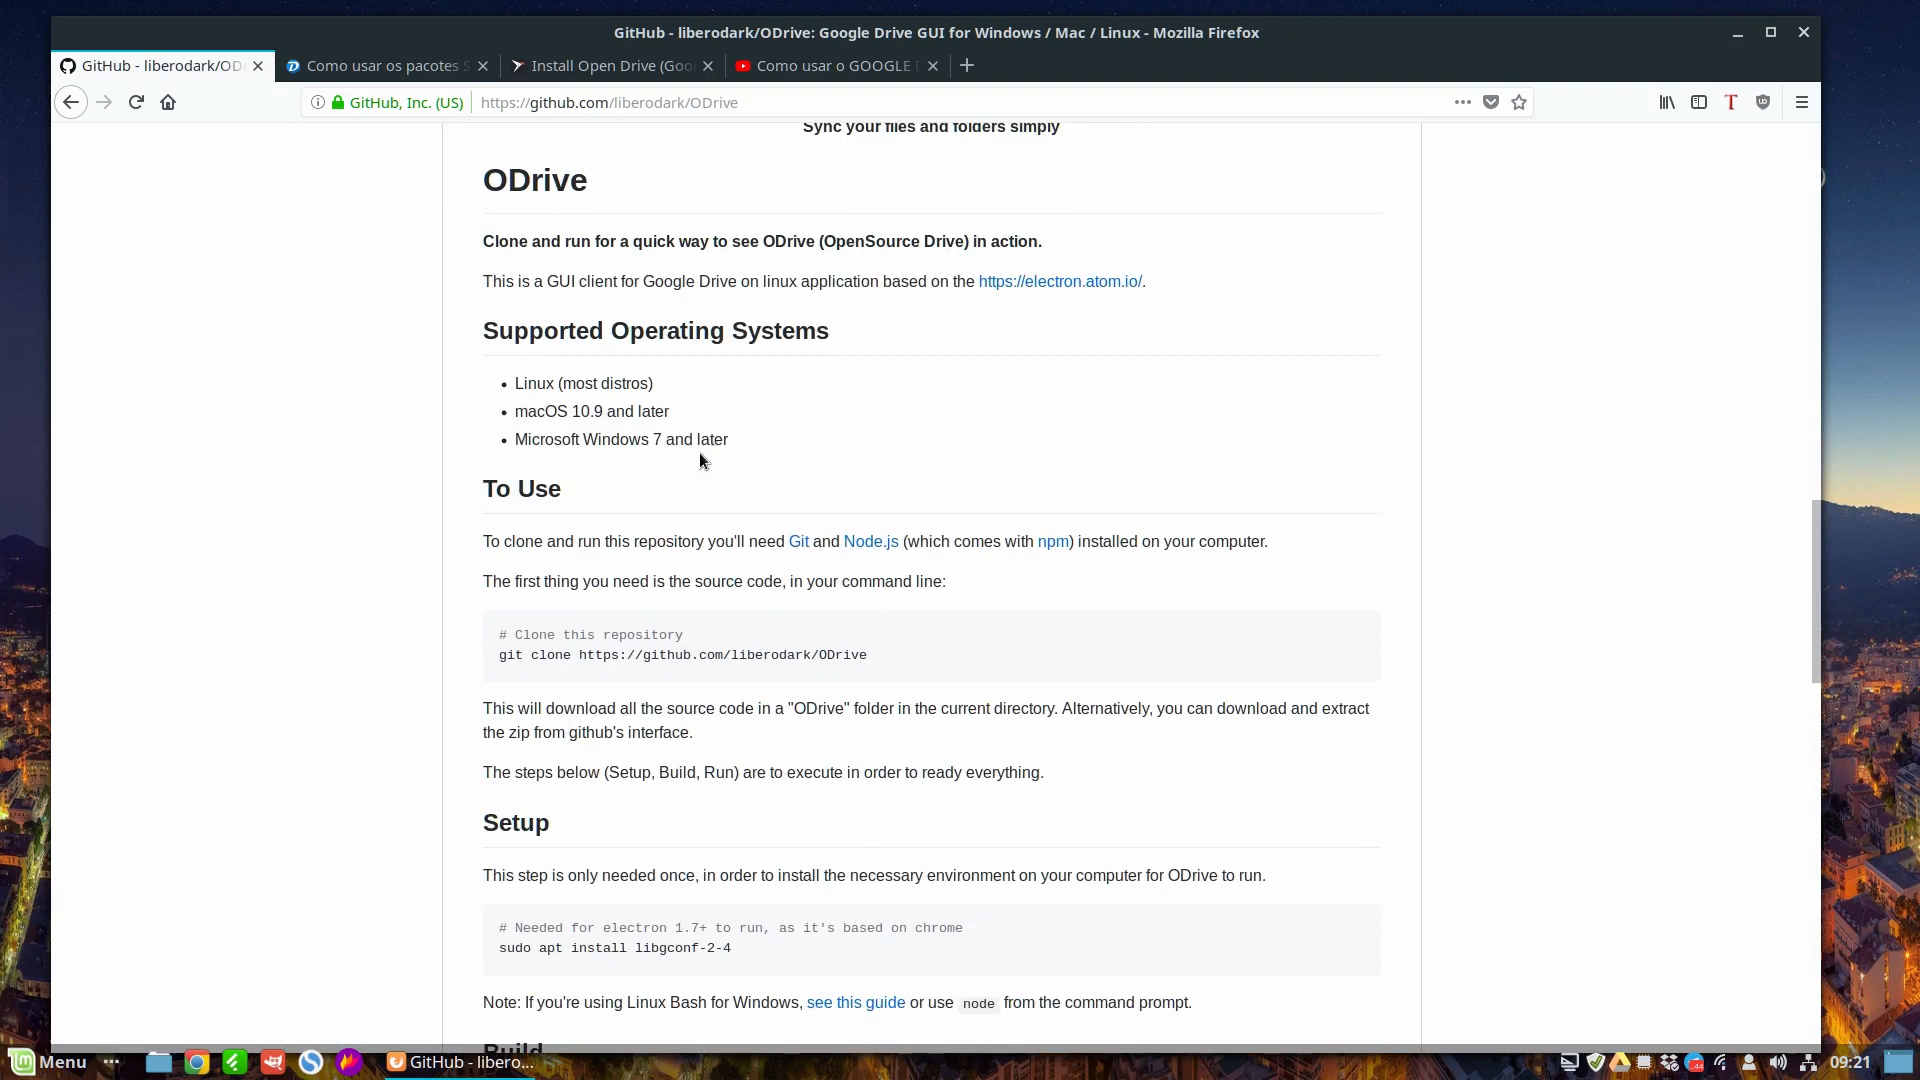 GitHub - liberodark/ODrive: Google Drive GUI for Windows / Mac / Linux - Mozilla Firefox
GitHub - liberodark/OD
Como usar os pacotes S
Install Open Drive (Goo
Como usar o GOOGLE D
GitHub, Inc. (US)
https://github.com/liberodark/ODrive
Sync your files and folders simply
ODrive
Clone and run for a quick way to see ODrive (OpenSource Drive) in action.
This is a GUI client for Google Drive on linux application based on the https://electron.atom.io/.
Supported Operating Systems
• Linux (most distros)
• macOS 10.9 and later
• Microsoft Windows 7 and later
To Use
To clone and run this repository you'll need Git and Node.js (which comes with npm) installed on your computer.
The first thing you need is the source code, in your command line:
# Clone this repository
git clone https://github.com/liberodark/ODrive
This will download all the source code in a "ODrive" folder in the current directory. Alternatively, you can download and extract
the zip from github's interface.
The steps below (Setup, Build, Run) are to execute in order to ready everything.
Setup
This step is only needed once, in order to install the necessary environment on your computer for ODrive to run.
# Needed for electron 1.7+ to run, as it's based on chrome
sudo apt install libgconf-2-4
Note: If you're using Linux Bash for Windows, see this guide or use node from the command prompt.
Build
Menu
GitHub - libero...
44
09:21